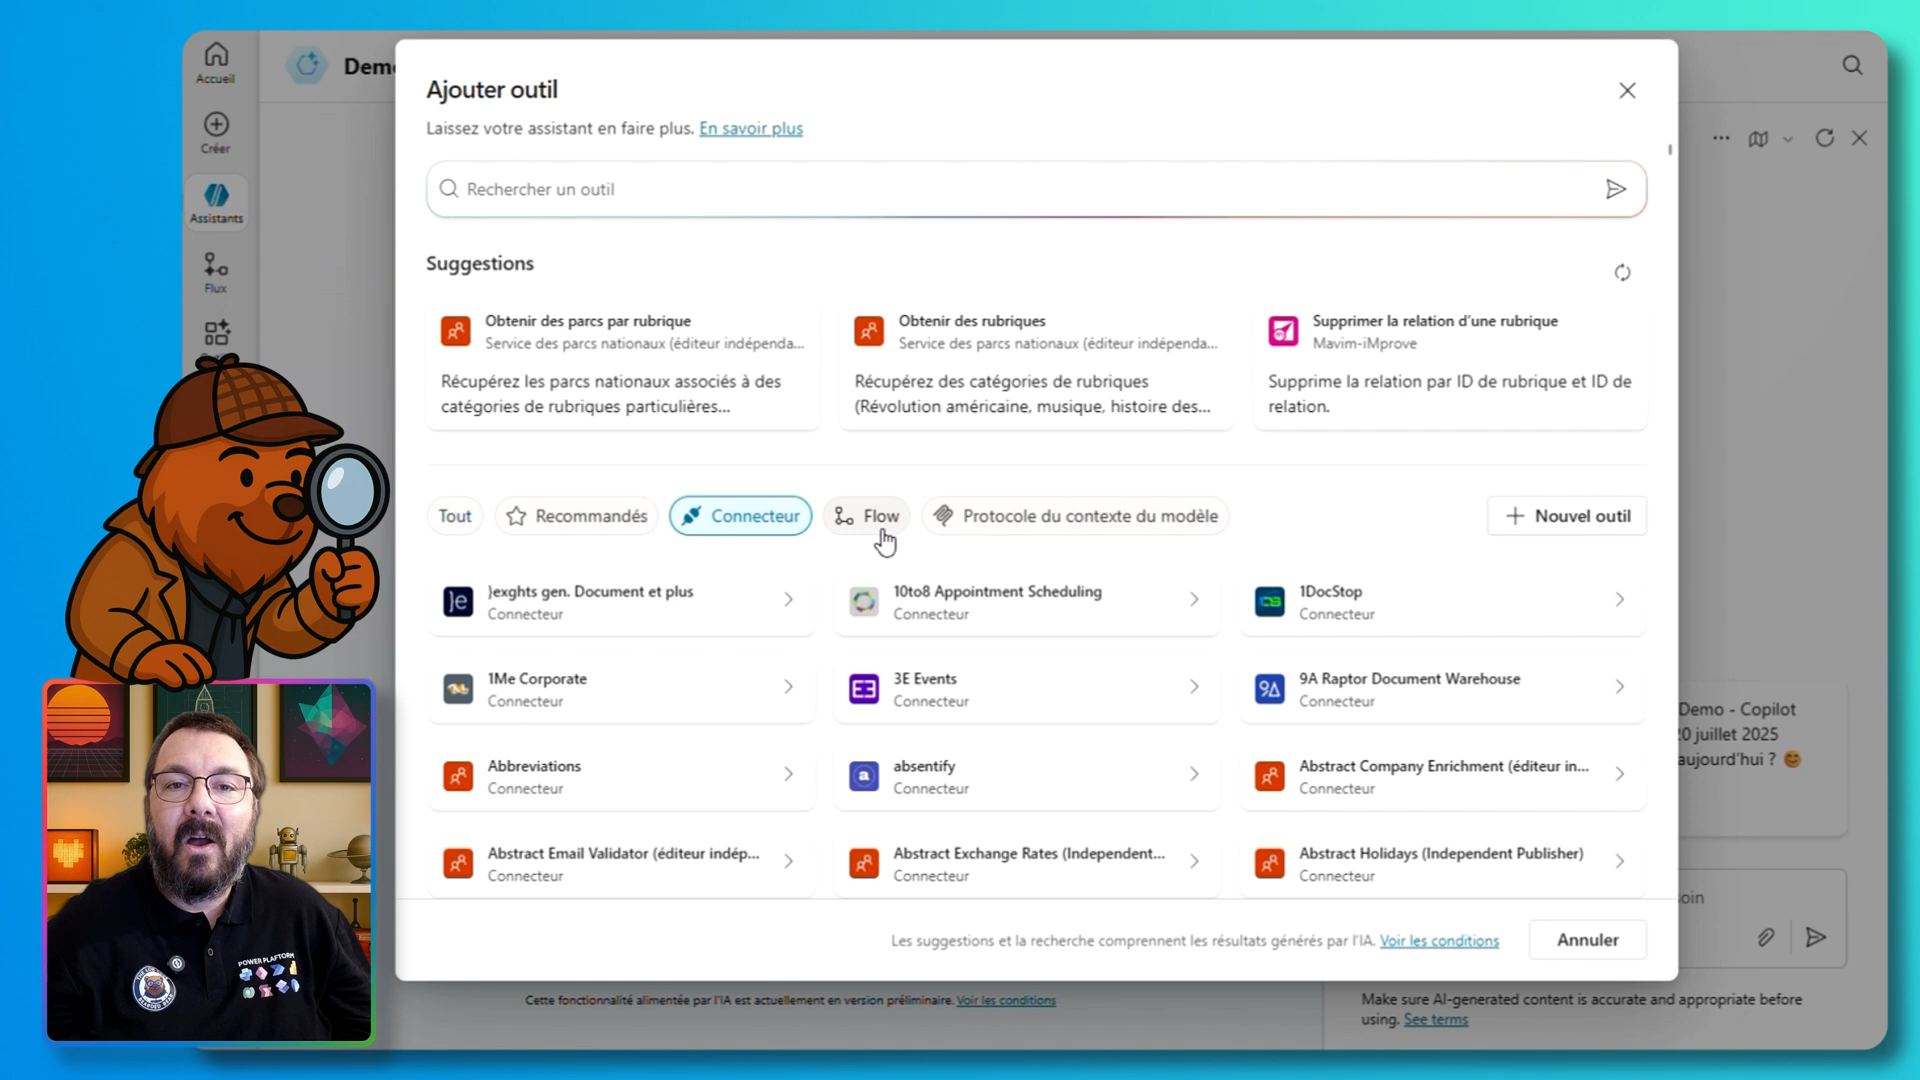 Accueil
Créer
Assistants
Flux
Ajouter outil
Laissez votre assistant en faire plus. En savoir plus
Rechercher un outil
Suggestions
Obtenir des parcs par rubrique
Service des parcs nationaux (éditeur indépenda...
Récupérez les parcs nationaux associés à des
catégories de rubriques particulières...
Obtenir des rubriques
Service des parcs nationaux (éditeur indépenda...
Récupérez des catégories de rubriques
(Révolution américaine, musique, histoire des...
Supprimer la relation d'une rubrique
Mavim-iMprove
Supprime la relation par ID de rubrique et ID de
relation.
Tout
Recommandés
Connecteur
Flow
Protocole du contexte du modèle
Nouvel outil
}exghts gen. Document et plus
Connecteur
10to8 Appointment Scheduling
Connecteur
1DocStop
Connecteur
1Me Corporate
Connecteur
3E Events
Connecteur
9A Raptor Document Warehouse
Connecteur
Abbreviations
Connecteur
absentify
Connecteur
Abstract Company Enrichment (éditeur in...
Connecteur
Abstract Email Validator (éditeur indép...
Connecteur
Abstract Exchange Rates (Independent...
Connecteur
Abstract Holidays (Independent Publisher)
Connecteur
Les suggestions et la recherche comprennent les résultats générés par l'IA. Voir les conditions
Annuler
Cette fonctionnalité alimentée par l'IA est actuellement en version préliminaire. Voir les conditions
Demo - Copilot
juillet 2025
aujourd'hui ? 😊
Make sure AI-generated content is accurate and appropriate before
using. See terms
POWER PLAFTORM